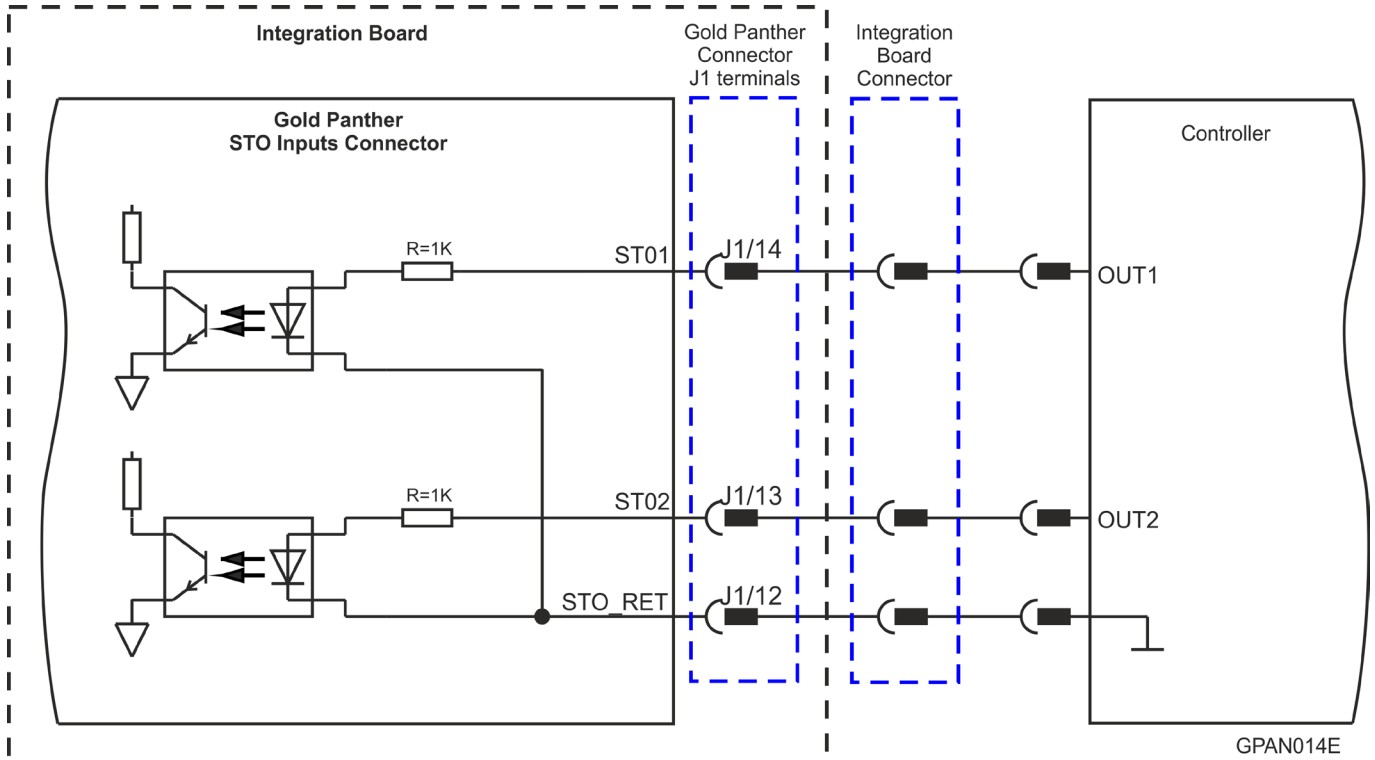 Integration Board
Gold Panther
Connector
J1 terminals
Integration
Board
Connector
Gold Panther
STO Inputs Connector
Controller
R=1K
ST01
J1/14
OUT1
R=1K
ST02
J1/13
OUT2
STO_RET
J1/12
GPAN014E